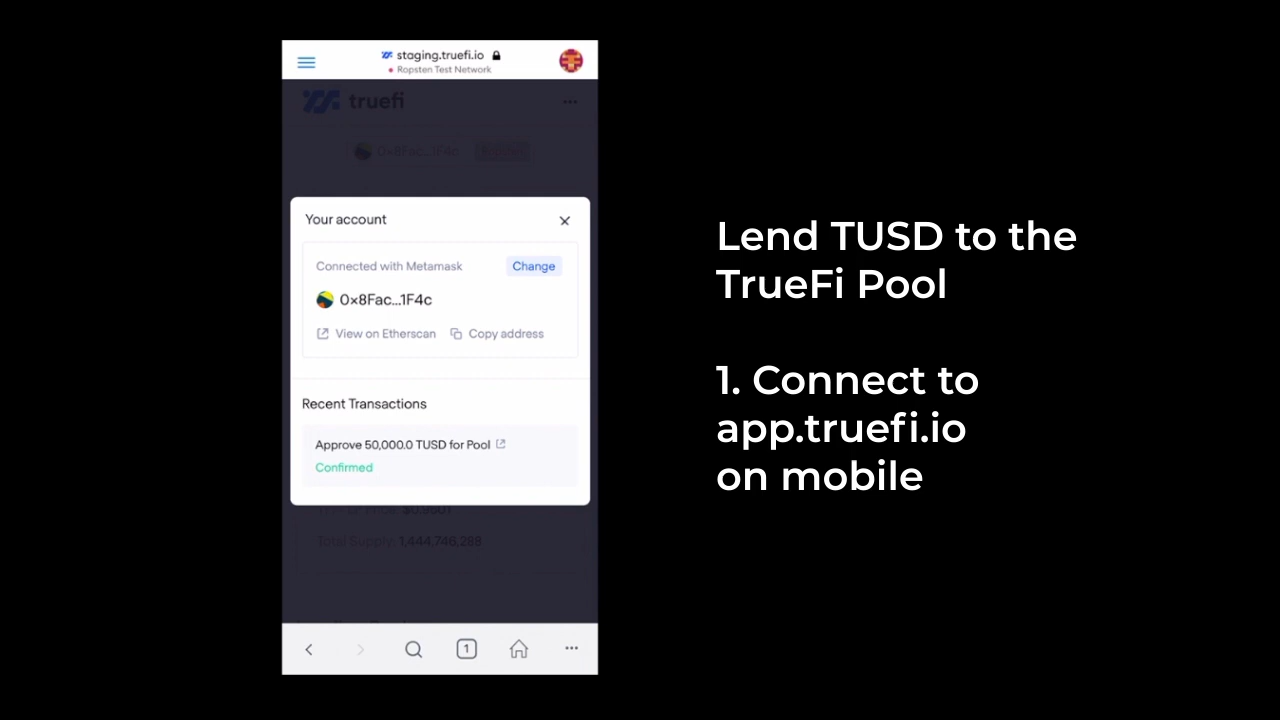 staging.truefi.io
Ropsten Test Network
truefi
0x8Fac...1F4c
Your account
Connected with Metamask
Change
0x8Fac...1F4c
View on Etherscan
Copy address
Recent Transactions
Approve 50,000.0 TUSD for Pool
Confirmed
Total Supply: 1,444,746,288
1
Lend TUSD to the
TrueFi Pool
1. Connect to
app.truefi.io
on mobile